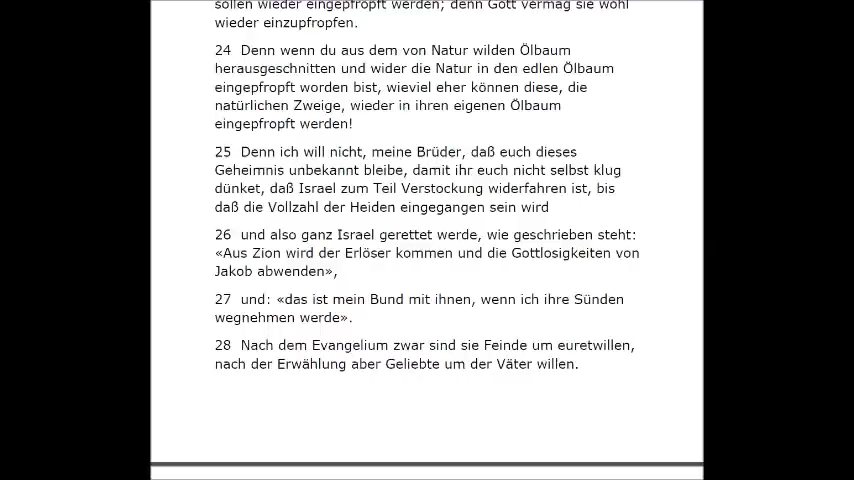 sollen wieder eingepfropft werden; denn Gott vermag sie wohl
wieder einzupfropfen.
24 Denn wenn du aus dem von Natur wilden Ölbaum
herausgeschnitten und wider die Natur in den edlen Ölbaum
eingepfropft worden bist, wieviel eher können diese, die
natürlichen Zweige, wieder in ihren eigenen Ölbaum
eingepfropft werden!
25 Denn ich will nicht, meine Brüder, daß euch dieses
Geheimnis unbekannt bleibe, damit ihr euch nicht selbst klug
dünket, daß Israel zum Teil Verstockung widerfahren ist, bis
daß die Vollzahl der Heiden eingegangen sein wird
26 und also ganz Israel gerettet werde, wie geschrieben steht:
«Aus Zion wird der Erlöser kommen und die Gottlosigkeiten von
Jakob abwenden»,
27 und: «das ist mein Bund mit ihnen, wenn ich ihre Sünden
wegnehmen werde».
28 Nach dem Evangelium zwar sind sie Feinde um euretwillen,
nach der Erwählung aber Geliebte um der Väter willen.